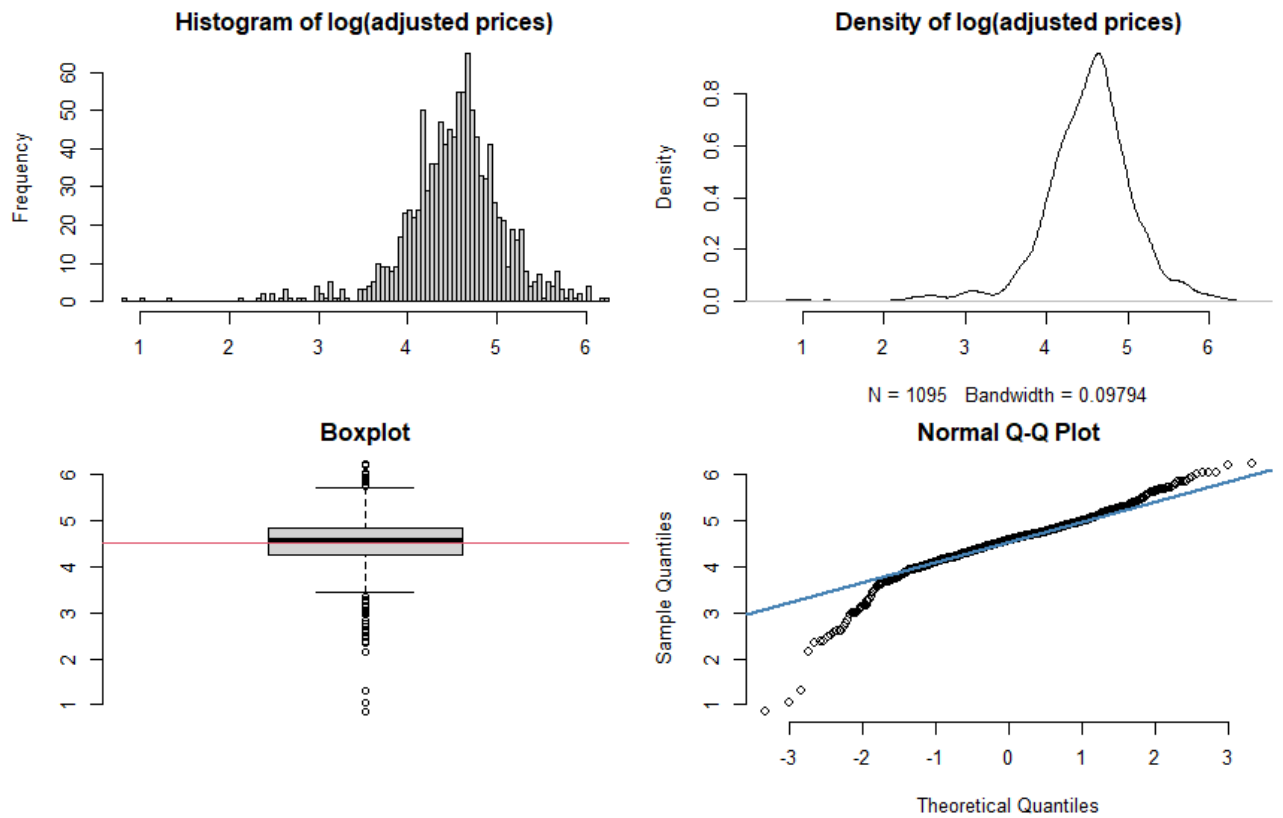 Histogram of log(adjusted prices)
Frequency
60
50
40
30
20
10
0
1 2 3 4 5 6
Density of log(adjusted prices)
Density
0.8
0.6
0.4
0.2
0.0
1 2 3 4 5 6
N = 1095 Bandwidth = 0.09794
Boxplot
6
5
4
3
2
1
Normal Q-Q Plot
Sample Quantiles
6
5
4
3
2
1
-3 -2 -1 0 1 2 3
Theoretical Quantiles